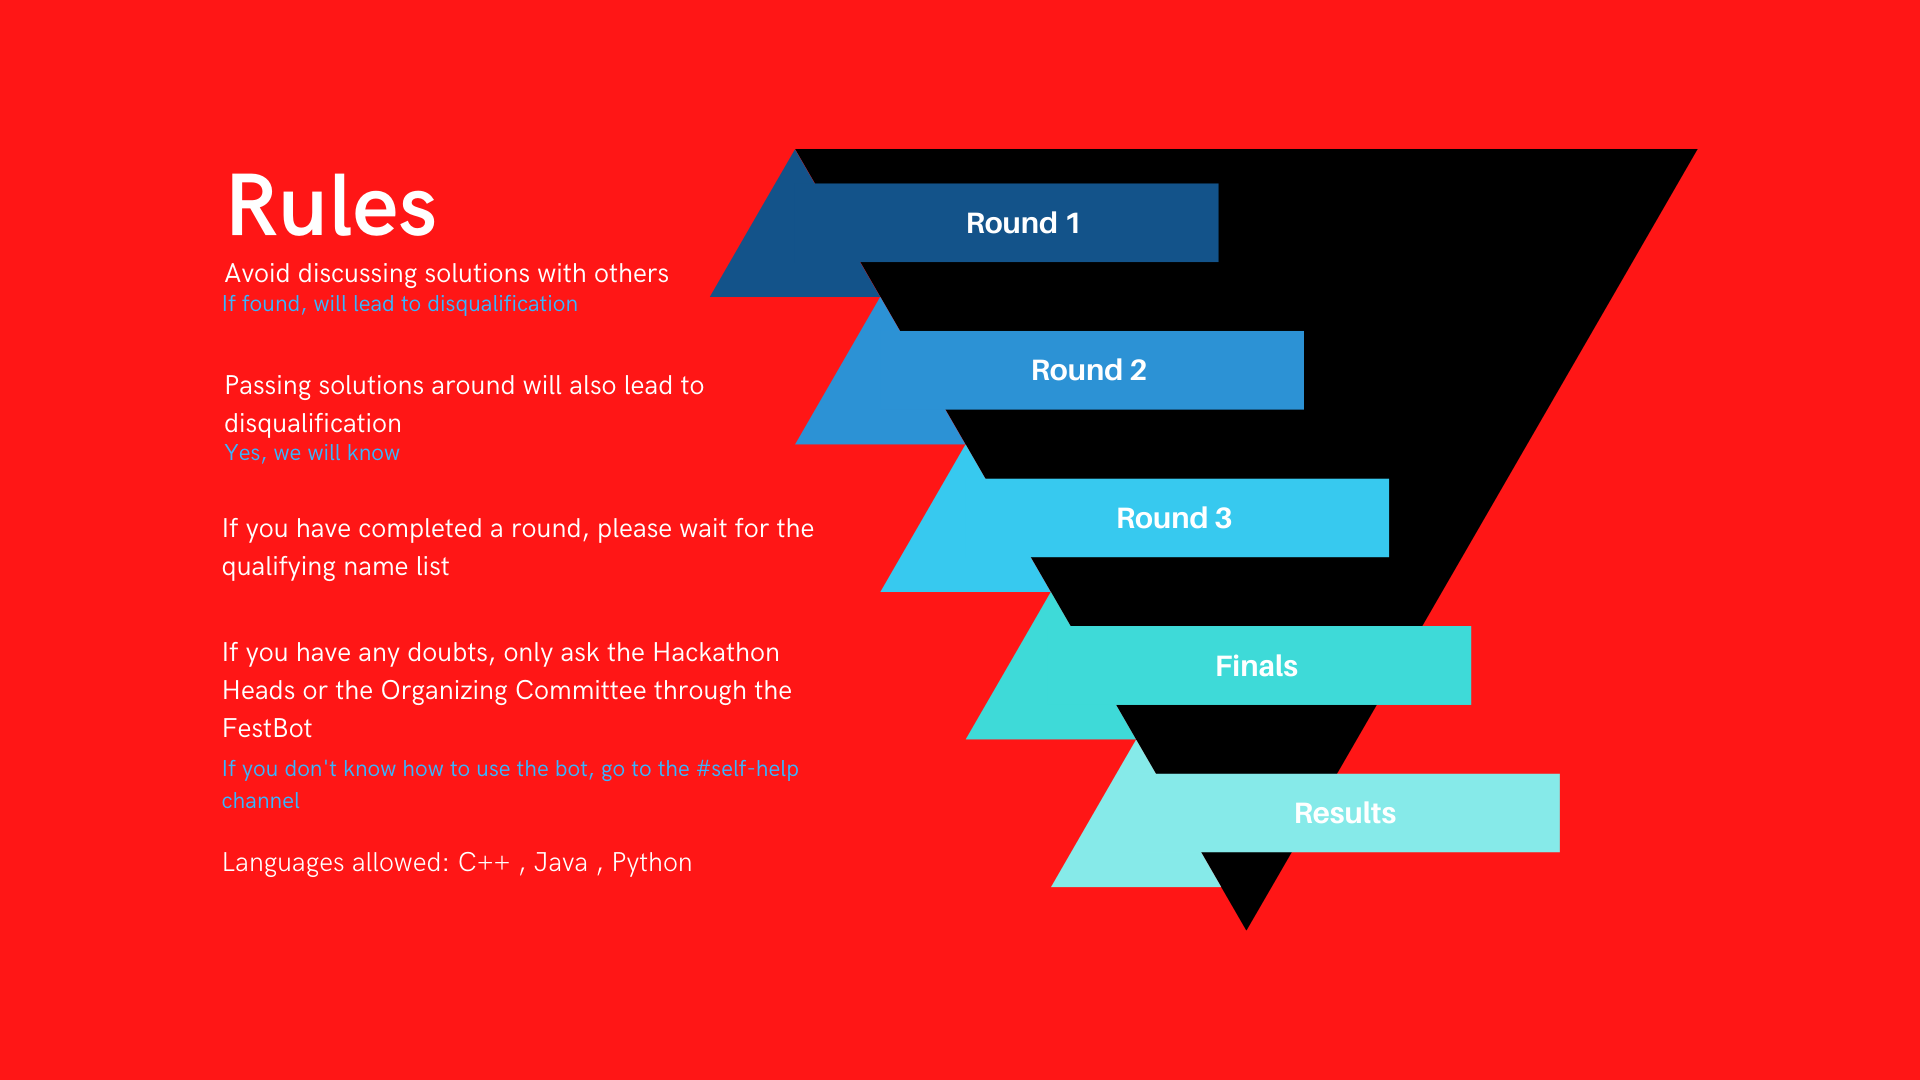 Rules
Avoid discussing solutions with others
If found, will lead to disqualification
Passing solutions around will also lead to
disqualification
Yes, we will know
If you have completed a round, please wait for the
qualifying name list
If you have any doubts, only ask the Hackathon
Heads or the Organizing Committee through the
FestBot
If you don't know how to use the bot, go to the #self-help
channel
Languages allowed: C++ , Java , Python
Round 1
Round 2
Round 3
Finals
Results